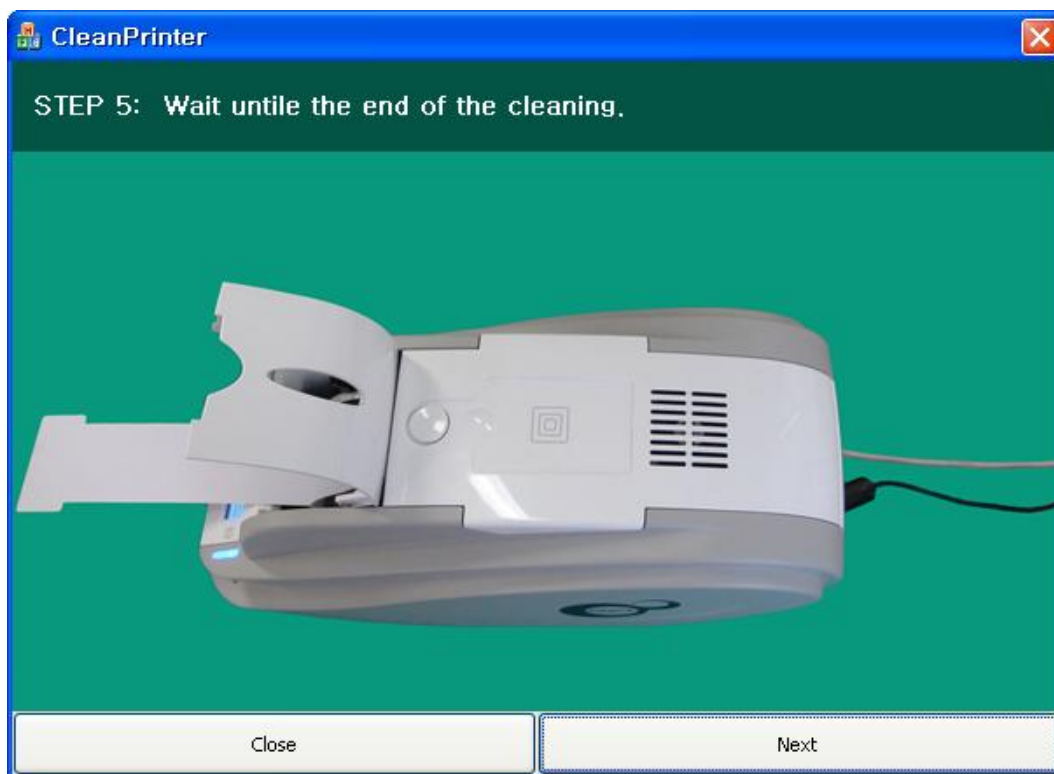 CleanPrinter
STEP 5: Wait untile the end of the cleaning.
Close
Next